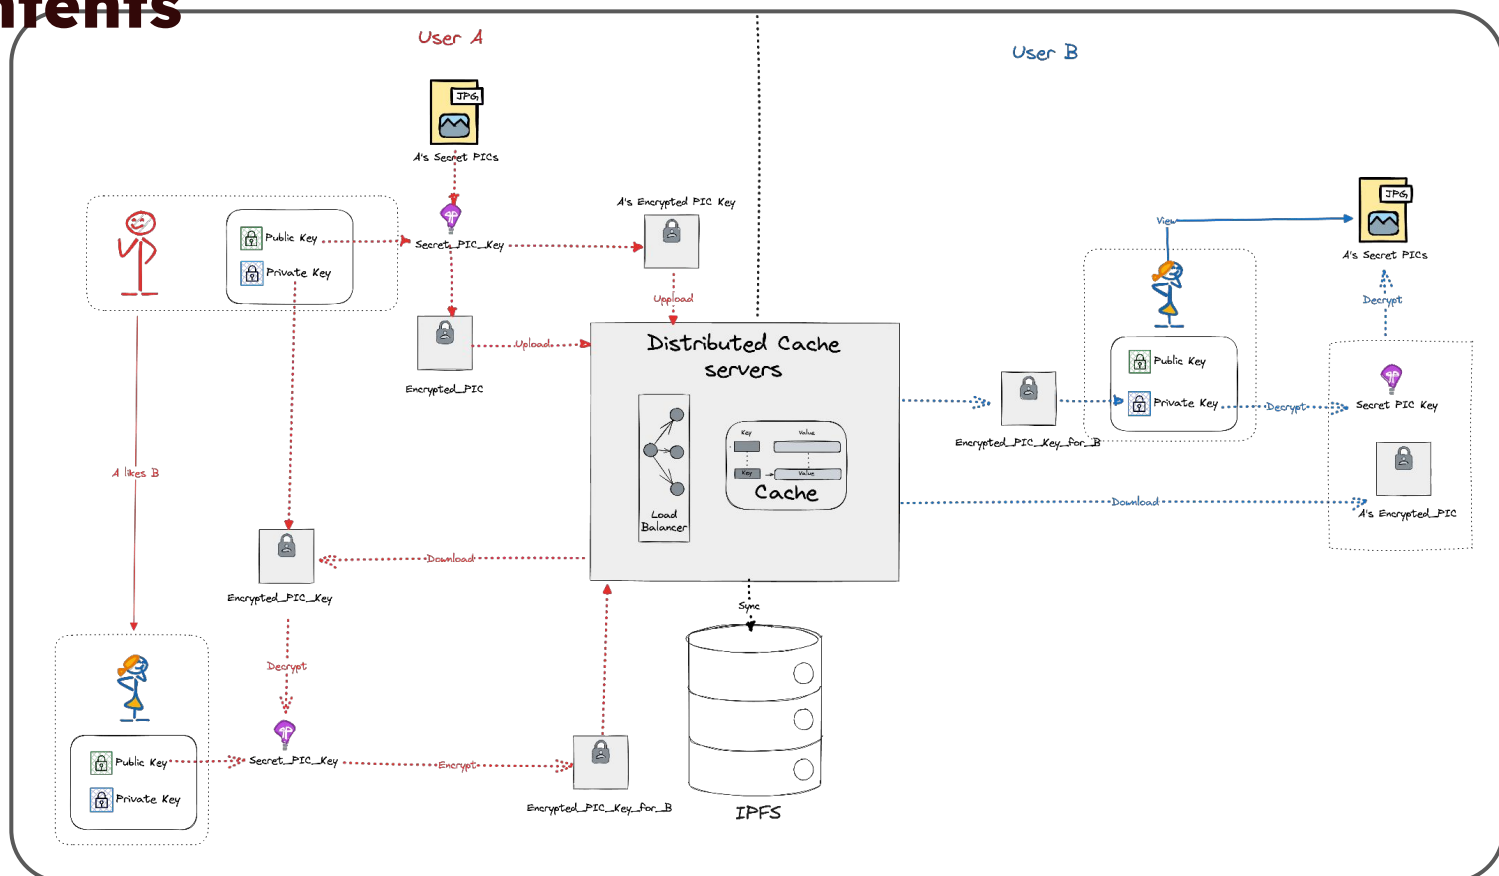 ntents
User A
User B
JPG
A's Secret PICs
A's Encrypted PIC Key
Public Key
Private Key
Secret_PIC_Key
Uppload
Encrypted_PIC
Upload
Distributed Cache
servers
Key
Value
Key
Value
Cache
Load
Balancer
A likes B
Download
Encrypted_PIC_Key
Decrypt
Secret_PIC_Key
Encrypt
Encrypted_PIC_Key_for_B
Public Key
Private Key
Sync
IPFS
View
JPG
A's Secret PICs
Decrypt
Public Key
Private Key
Encrypted_PIC_Key_for_B
Decrypt
Secret PIC Key
Download
A's Encrypted_PIC